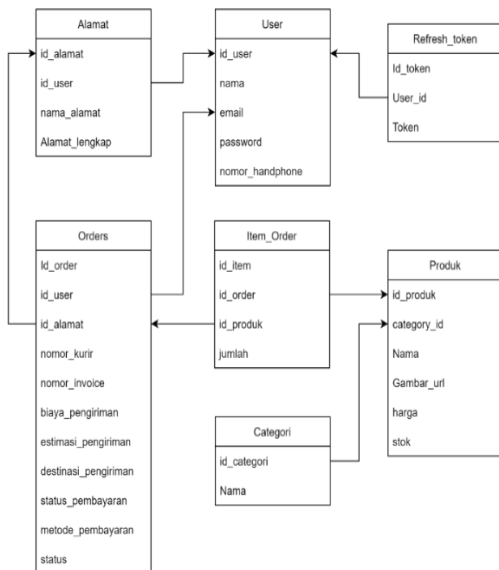 Alamat
id_alamat
id_user
nama_alamat
Alamat_lengkap
User
id_user
nama
email
password
nomor_handphone
Refresh_token
Id_token
User_id
Token
Orders
Id_order
id_user
id_alamat
nomor_kurir
nomor_invoice
biaya_pengiriman
estimasi_pengiriman
destinasi_pengiriman
status_pembayaran
metode_pembayaran
status
Item_Order
id_item
id_order
id_produk
jumlah
Produk
id_produk
category_id
Nama
Gambar_url
harga
stok
Categori
id_categori
Nama